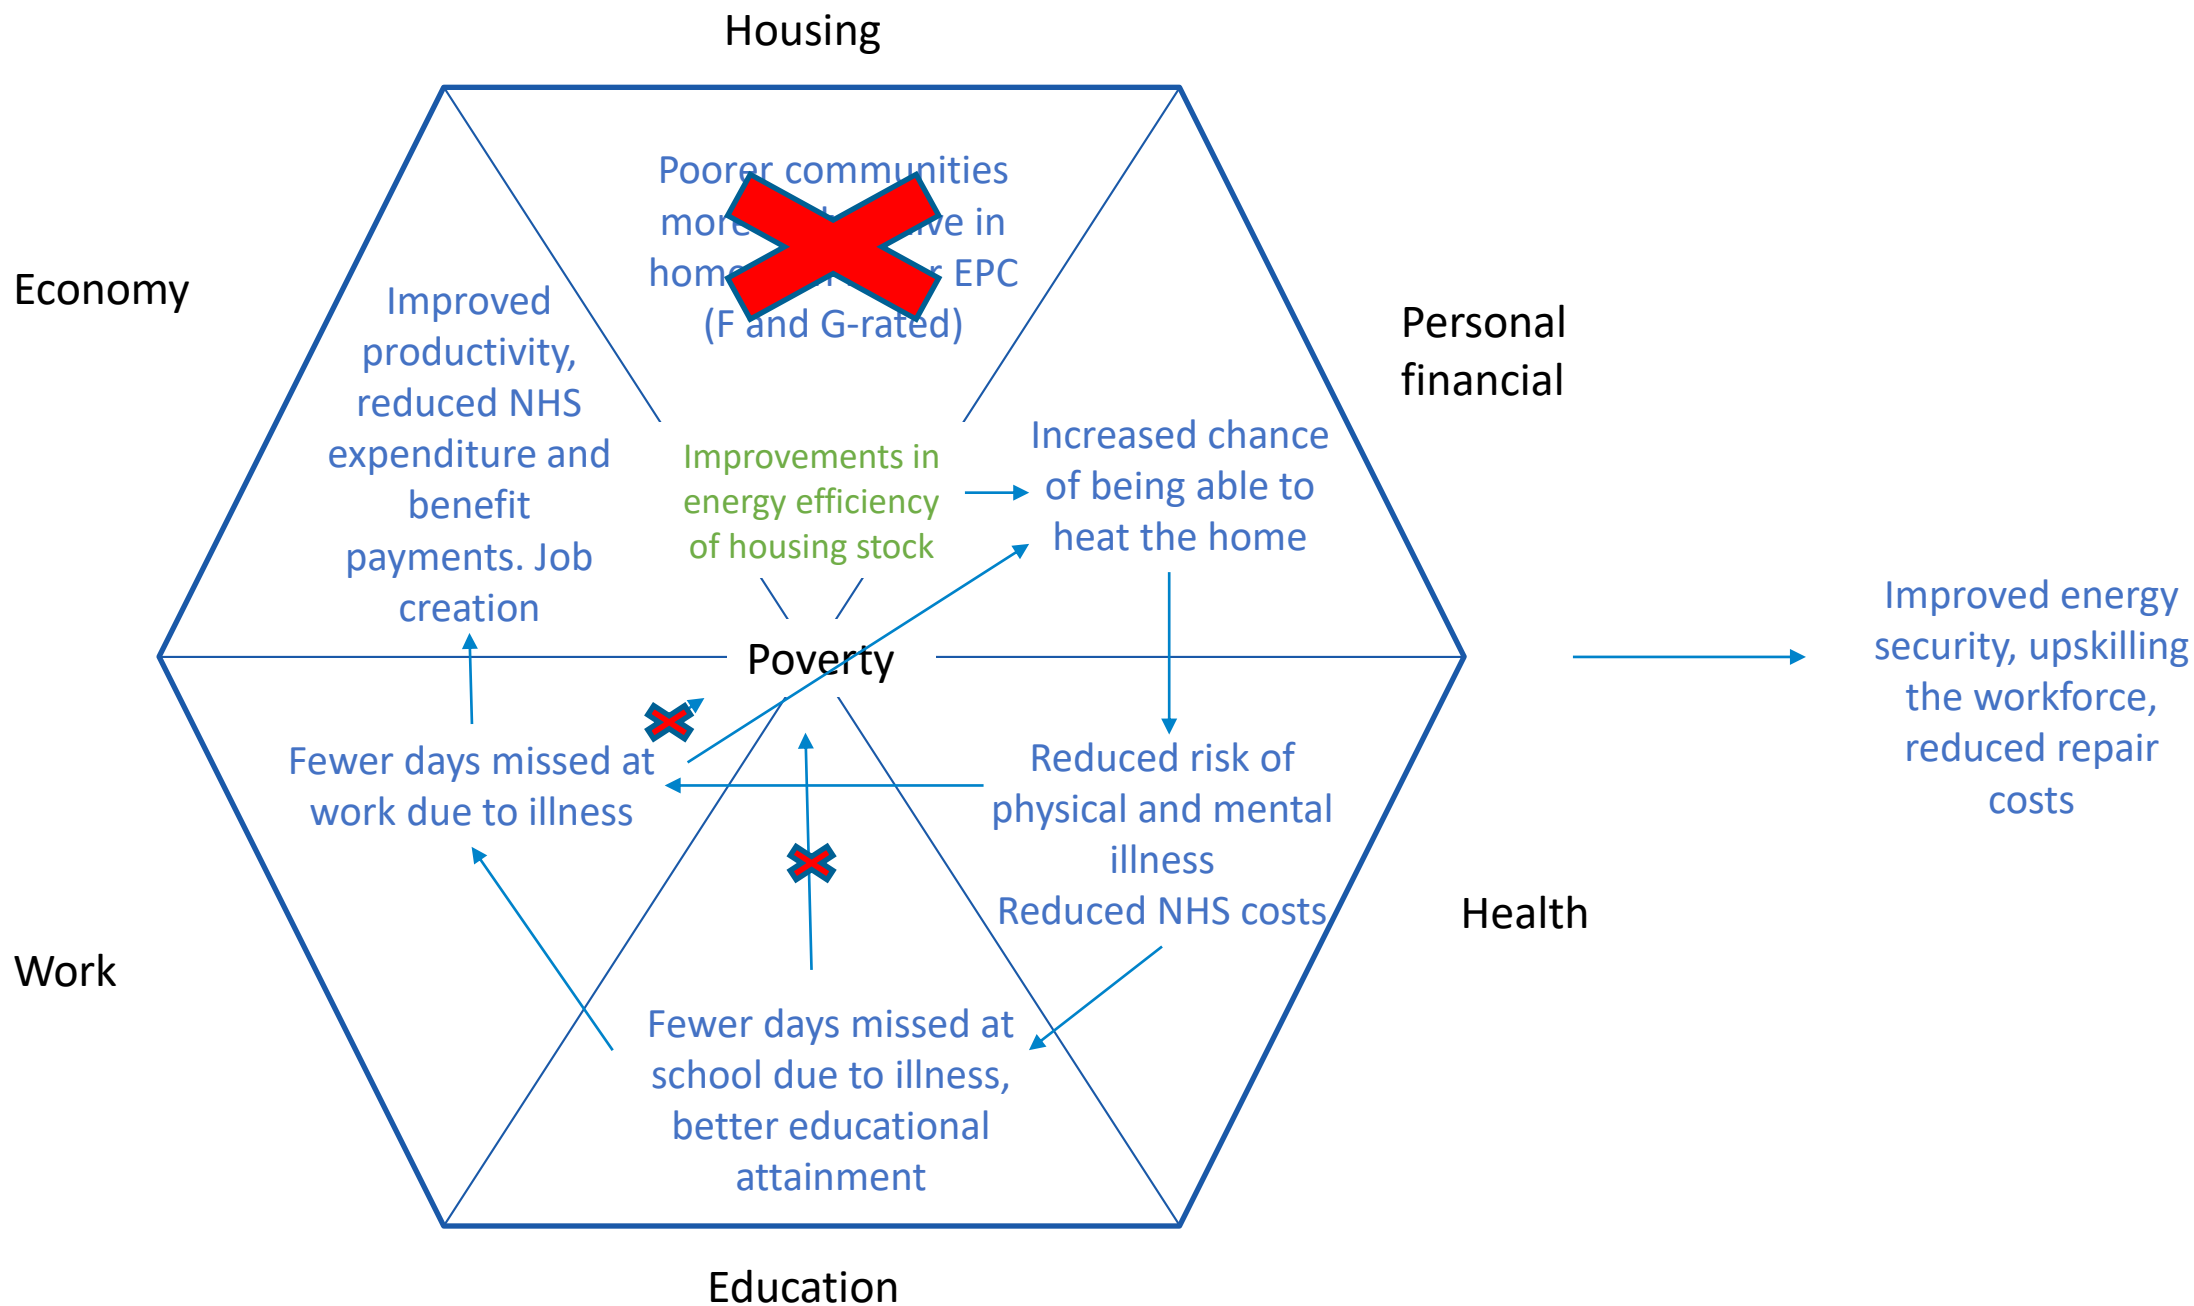 Housing
Poorer communities
more in
home EPC
(F and G-rated)
Economy
Improved
productivity,
reduced NHS
expenditure and
benefit
payments. Job
creation
Personal
financial
Improvements in
energy efficiency
of housing stock
Increased chance
of being able to
heat the home
Poverty
Improved energy
security, upskilling
the workforce,
reduced repair
costs
Fewer days missed at
work due to illness
Reduced risk of
physical and mental
illness
Reduced NHS costs
Health
Work
Fewer days missed at
school due to illness,
better educational
attainment
Education